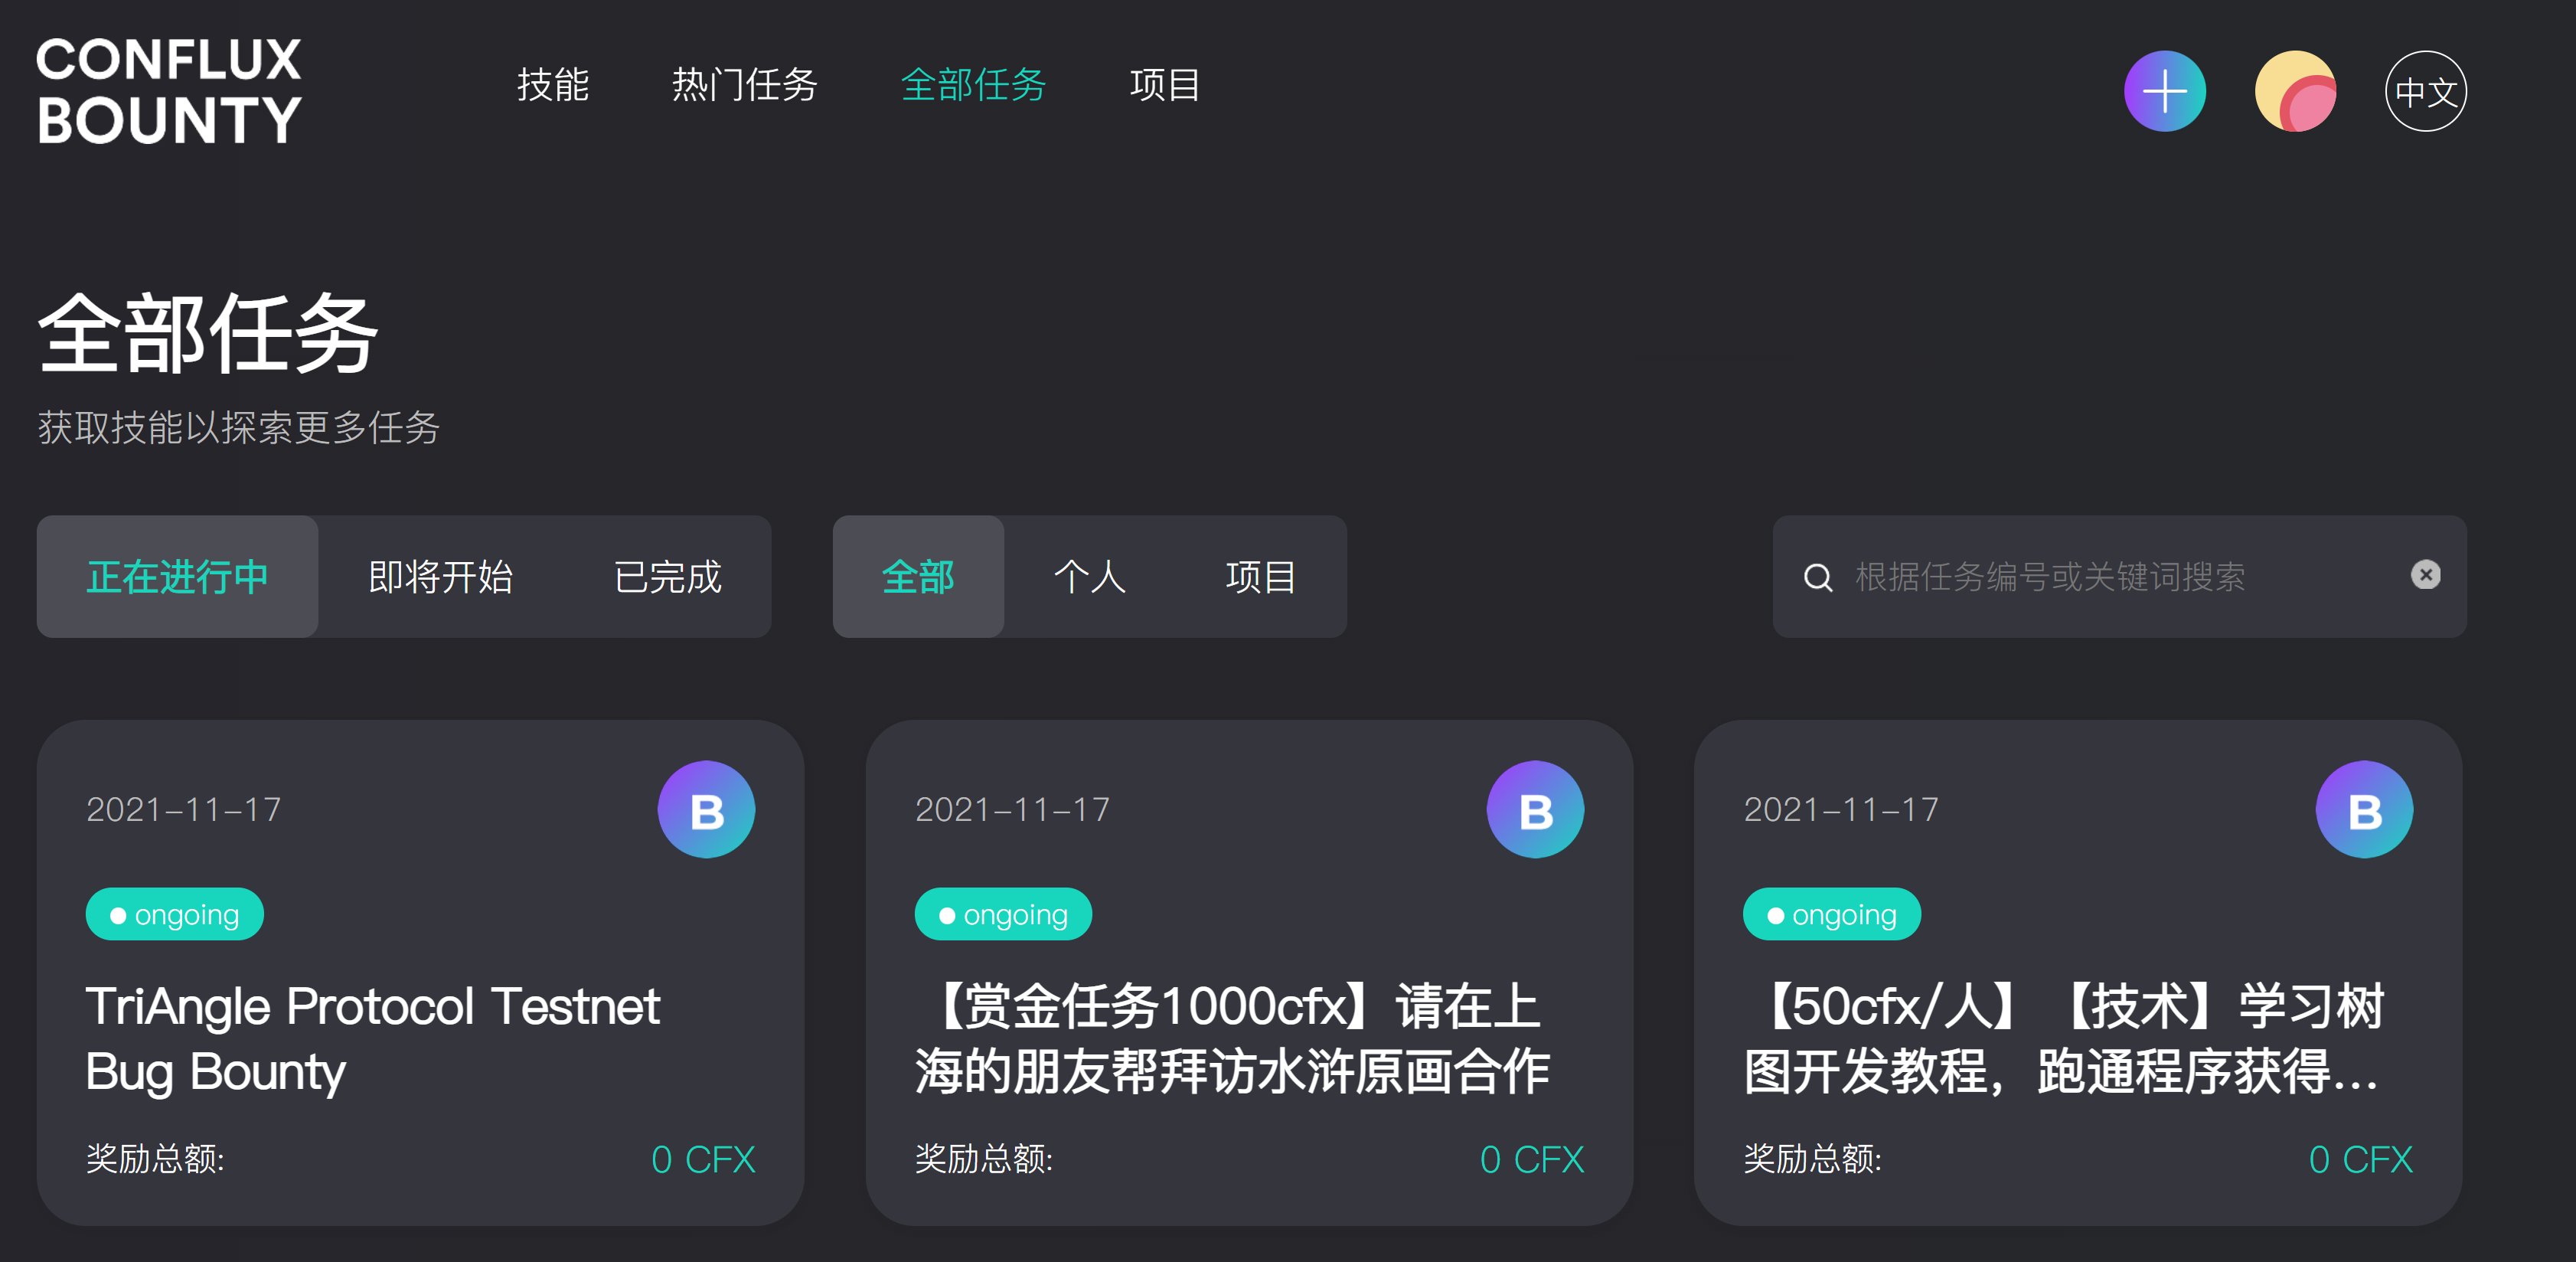 CONFLUX
BOUNTY
技能 热门任务 全部任务 项目
中文
全部任务
获取技能以探索更多任务
正在进行中 即将开始 已完成 全部 个人 项目 根据任务编号或关键词搜索
2021-11-17 B
ongoing
TriAngle Protocol Testnet
Bug Bounty
奖励总额: 0 CFX
2021-11-17 B
ongoing
【赏金任务1000cfx】请在上
海的朋友帮拜访水浒原画合作
奖励总额: 0 CFX
2021-11-17 B
ongoing
【50cfx/人】【技术】学习树
图开发教程，跑通程序获得...
奖励总额: 0 CFX